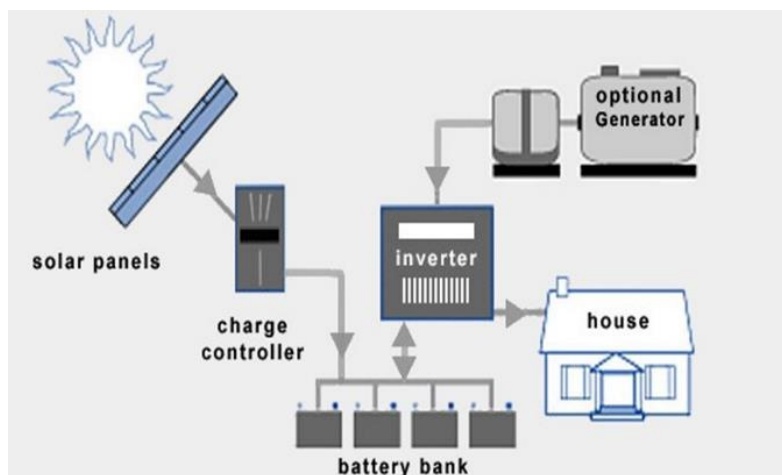 optional
Generator
solar panels
inverter
charge
controller
house
battery bank